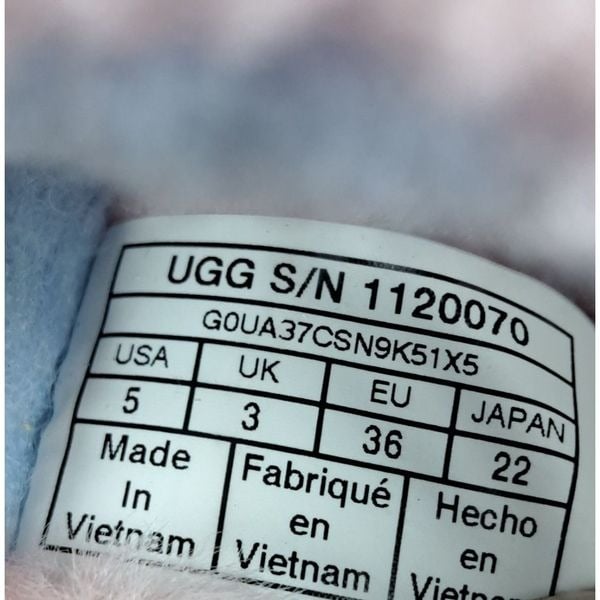 UGG S/N 1120070
G0UA37CSN9K51X5
USA UK EU JAPAN
5 3 36 22
Made Fabriqué Hecho
In en en
Vietnam Vietnam Vietnam